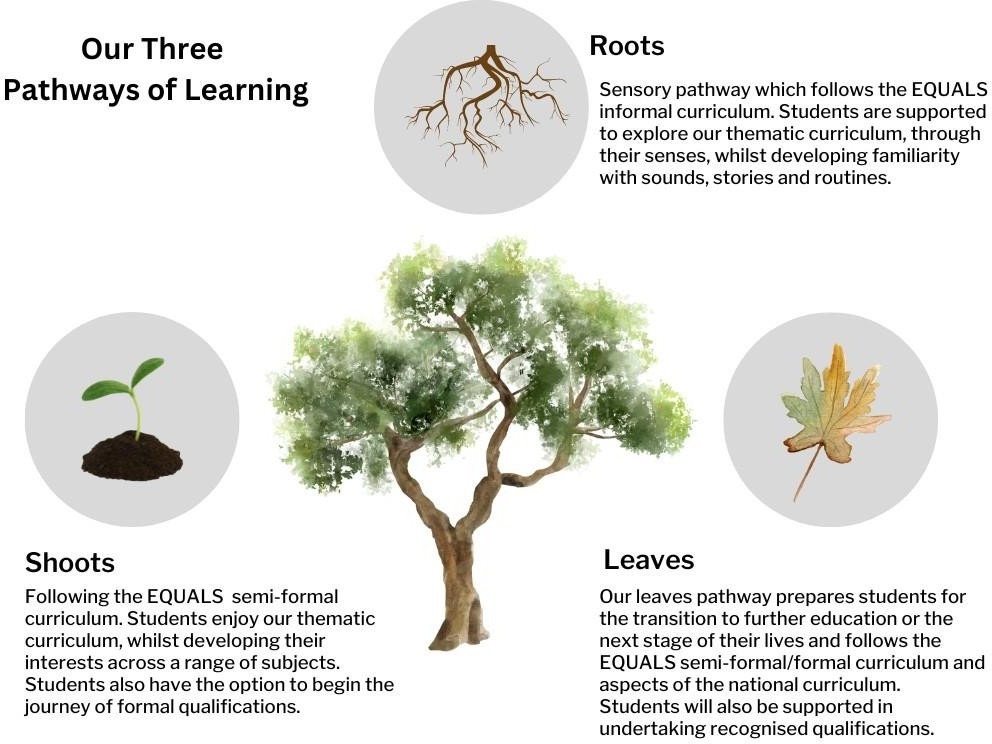 Our Three
Pathways of Learning
Roots
Sensory pathway which follows the EQUALS
informal curriculum. Students are supported
to explore our thematic curriculum, through
their senses, whilst developing familiarity
with sounds, stories and routines.
Shoots
Following the EQUALS  semi-formal
curriculum. Students enjoy our thematic
curriculum, whilst developing their
interests across a range of subjects.
Students also have the option to begin the
journey of formal qualifications.
Leaves
Our leaves pathway prepares students for
the transition to further education or the
next stage of their lives and follows the
EQUALS semi-formal/formal curriculum and
aspects of the national curriculum.
Students will also be supported in
undertaking recognised qualifications.